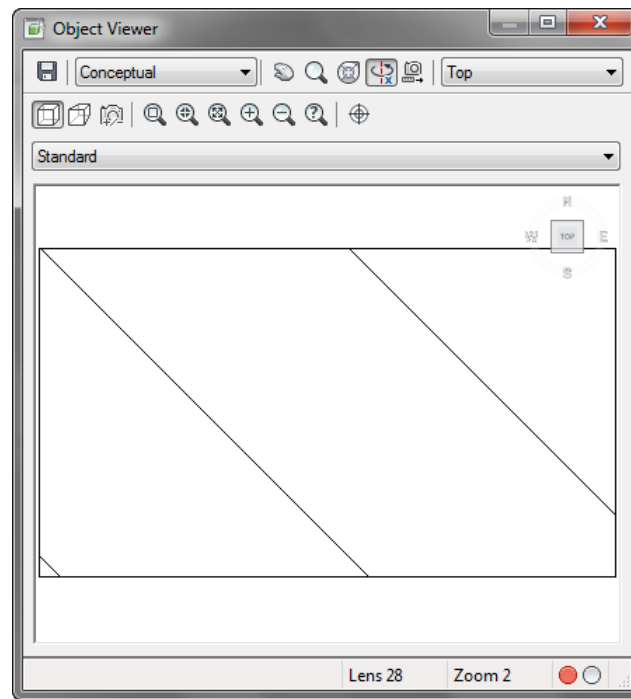 Object Viewer
Conceptual
Top
Standard
N
W TOP E
S
Lens 28 Zoom 2